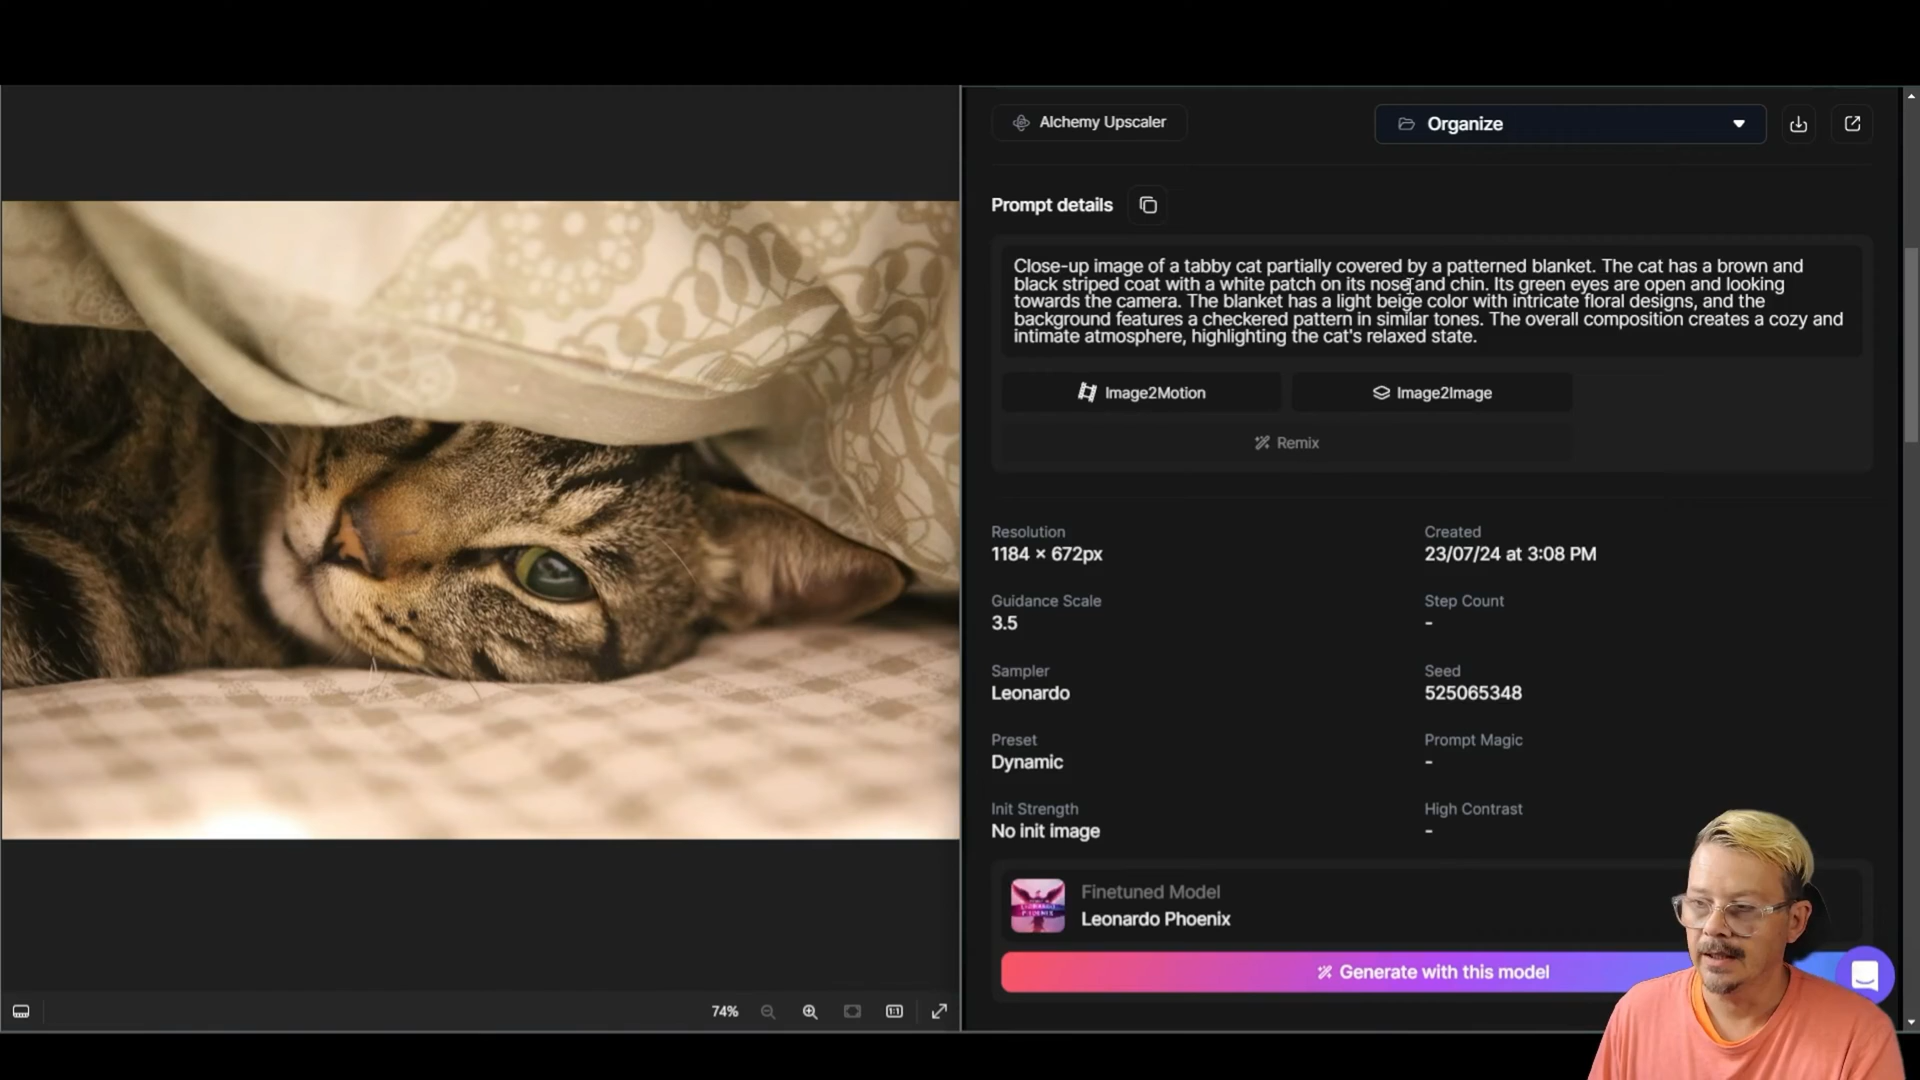 Alchemy Upscaler
Organize
Prompt details
Close-up image of a tabby cat partially covered by a patterned blanket. The cat has a brown and
black striped coat with a white patch on its nose and chin. Its green eyes are open and looking
towards the camera. The blanket has a light beige color with intricate floral designs, and the
background features a checkered pattern in similar tones. The overall composition creates a cozy and
intimate atmosphere, highlighting the cat's relaxed state.
Image2Motion
Image2Image
Remix
Resolution
1184 × 672px
Created
23/07/24 at 3:08 PM
Guidance Scale
3.5
Step Count
-
Sampler
Leonardo
Seed
525065348
Preset
Dynamic
Prompt Magic
-
Init Strength
No init image
High Contrast
-
Finetuned Model
Leonardo Phoenix
Generate with this model
74%
1:1